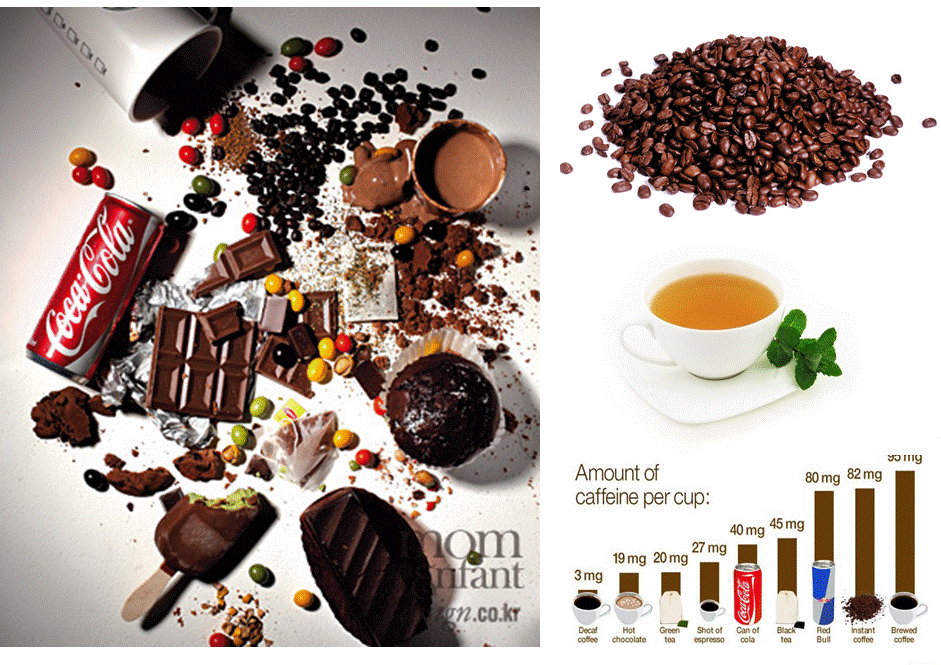 Coca-Cola
mom
enfant
.co.kr
Amount of
caffeine per cup:
3 mg
19 mg
20 mg
27 mg
40 mg
45 mg
80 mg
82 mg
95 mg
Coca-Cola
Decaf
coffee
Hot
chocolate
Green
tea
Shot of
espresso
Can of
cola
Black
tea
Red
Bull
Instant
coffee
Brewed
coffee